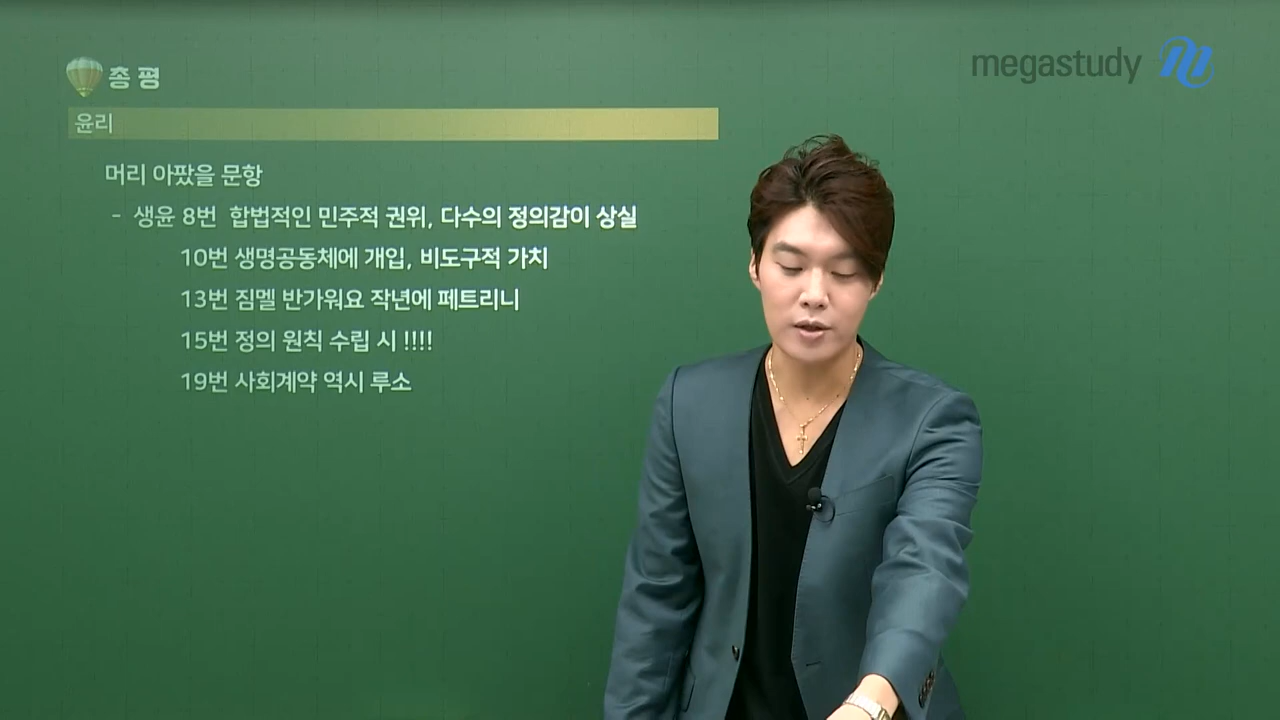 megastudy
총평
윤리
머리 아팠을 문항
- 생윤 8번 합법적인 민주적 권위, 다수의 정의감이 상실
10번 생명공동체에 개입, 비도구적 가치
13번 짐멜 반가워요 작년에 페트리니
15번 정의 원칙 수립 시 !!!!
19번 사회계약 역시 루소